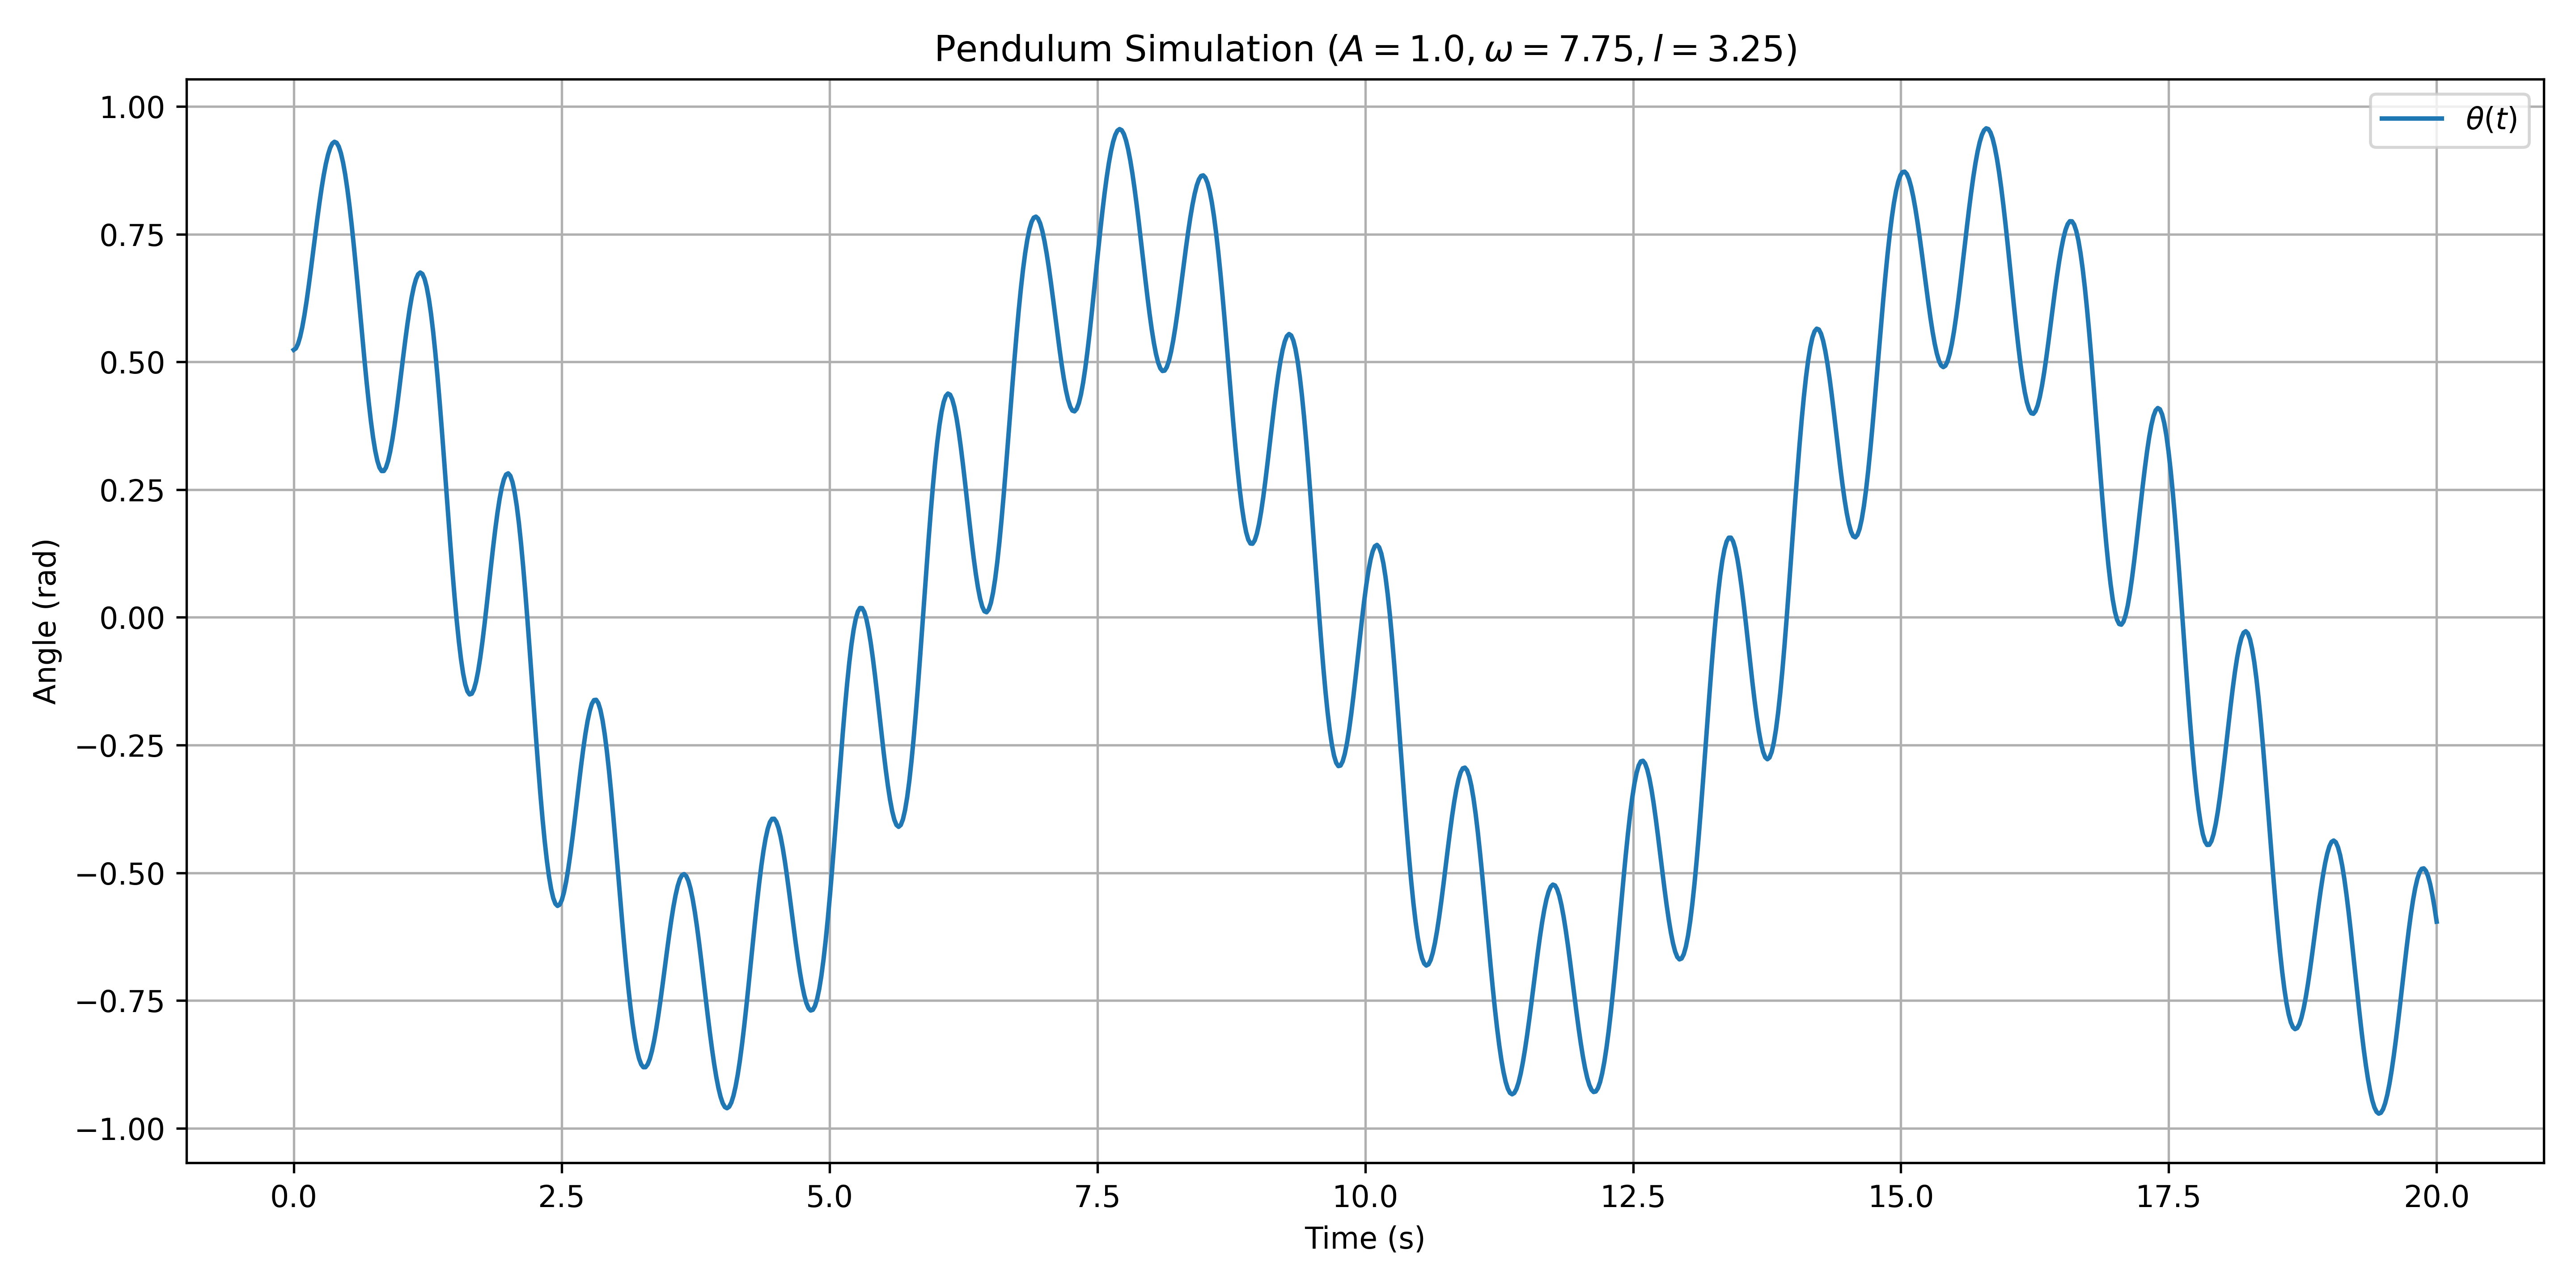 Pendulum Simulation (A = 1.0, ω = 7.75, l = 3.25)
θ(t)
1.00
0.75
0.50
0.25
0.00
−0.25
−0.50
−0.75
−1.00
Angle (rad)
0.0 2.5 5.0 7.5 10.0 12.5 15.0 17.5 20.0
Time (s)